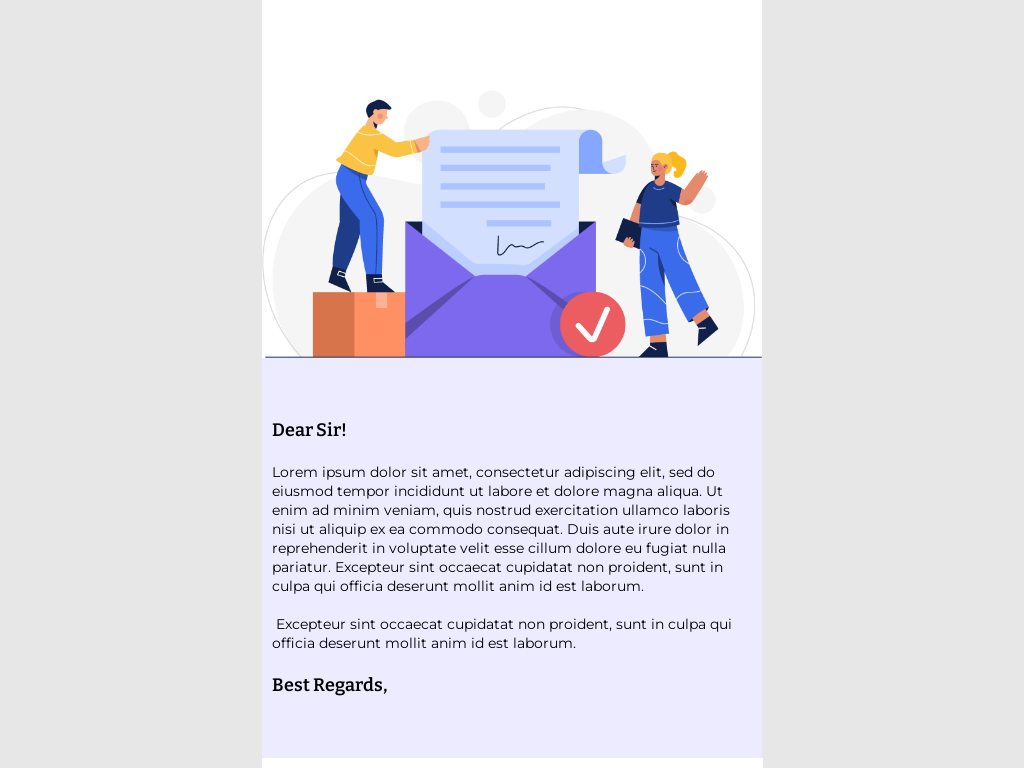 Dear Sir!
Lorem ipsum dolor sit amet, consectetur adipiscing elit, sed do
eiusmod tempor incididunt ut labore et dolore magna aliqua. Ut
enim ad minim veniam, quis nostrud exercitation ullamco laboris
nisi ut aliquip ex ea commodo consequat. Duis aute irure dolor in
reprehenderit in voluptate velit esse cillum dolore eu fugiat nulla
pariatur. Excepteur sint occaecat cupidatat non proident, sunt in
culpa qui officia deserunt mollit anim id est laborum.
Excepteur sint occaecat cupidatat non proident, sunt in culpa qui
officia deserunt mollit anim id est laborum.
Best Regards,